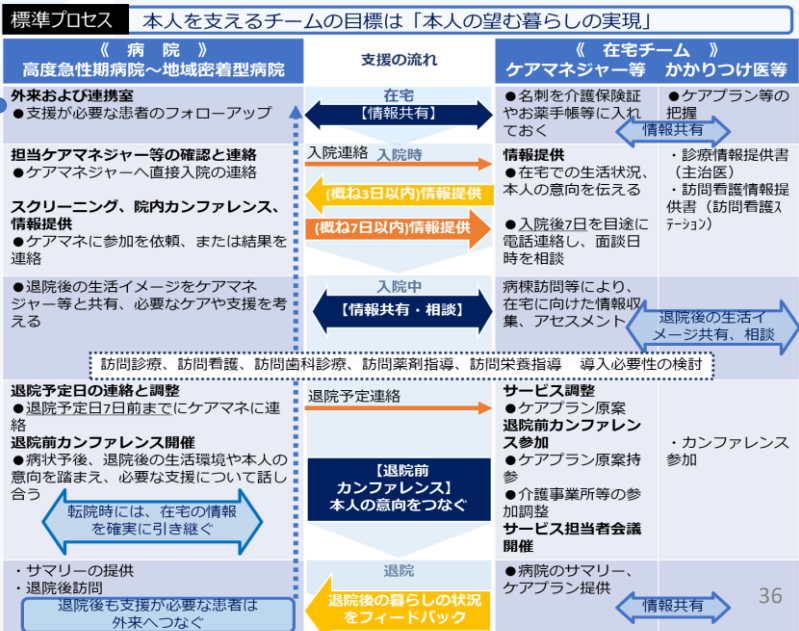 標準プロセス
本人を支えるチームの目標は「本人の望む暮らしの実現」
《 病 院 》
高度急性期病院～地域密着型病院
支援の流れ
《 在宅チーム 》
ケアマネジャー等 かかりつけ医等
外来および連携室
●支援が必要な患者のフォローアップ
在宅
【情報共有】
●名刺を介護保険証
やお薬手帳等に入れ
ておく
●ケアプラン等の
把握
情報共有
担当ケアマネジャー等の確認と連絡
●ケアマネジャーへ直接入院の連絡
スクリーニング、院内カンファレンス、
情報提供
●ケアマネに参加を依頼、または結果を
連絡
入院連絡 入院時
(概ね3日以内)情報提供
(概ね7日以内)情報提供
情報提供
●在宅での生活状況、
本人の意向を伝える
●入院後7日を目途に
電話連絡し、面談日
時を相談
・診療情報提供書
（主治医）
・訪問看護情報提
供書（訪問看護ｽ
ﾃｰｼｮﾝ）
●退院後の生活イメージをケアマネ
ジャー等と共有、必要なケアや支援を考
える
入院中
【情報共有・相談】
病棟訪問等により、
在宅に向けた情報収
集、アセスメント
退院後の生活イ
メージ共有、相談
訪問診療、訪問看護、訪問歯科診療、訪問薬剤指導、訪問栄養指導 導入必要性の検討
退院予定日の連絡と調整
●退院予定日7日前までにケアマネに連
絡
退院前カンファレンス開催
●病状予後、退院後の生活環境や本人の
意向を踏まえ、必要な支援について話し
合う
転院時には、在宅の情報
を確実に引き継ぐ
退院予定連絡
【退院前
カンファレンス】
本人の意向をつなぐ
サービス調整
●ケアプラン原案
退院前カンファレン
ス参加
●ケアプラン原案持
参
●介護事業所等の参
加調整
サービス担当者会議
開催
・カンファレンス
参加
・サマリーの提供
・退院後訪問
退院後も支援が必要な患者は
外来へつなぐ
退院
退院後の暮らしの状況
をフィードバック
●病院のサマリー、
ケアプラン提供
情報共有
36